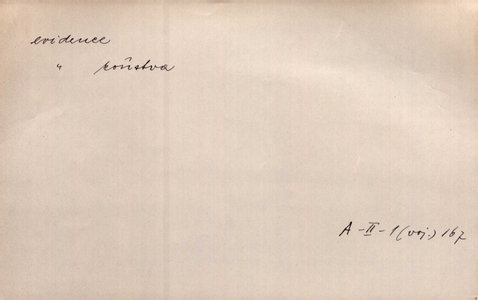 evidence
" koňstva
A-II-1 (voj.) 167